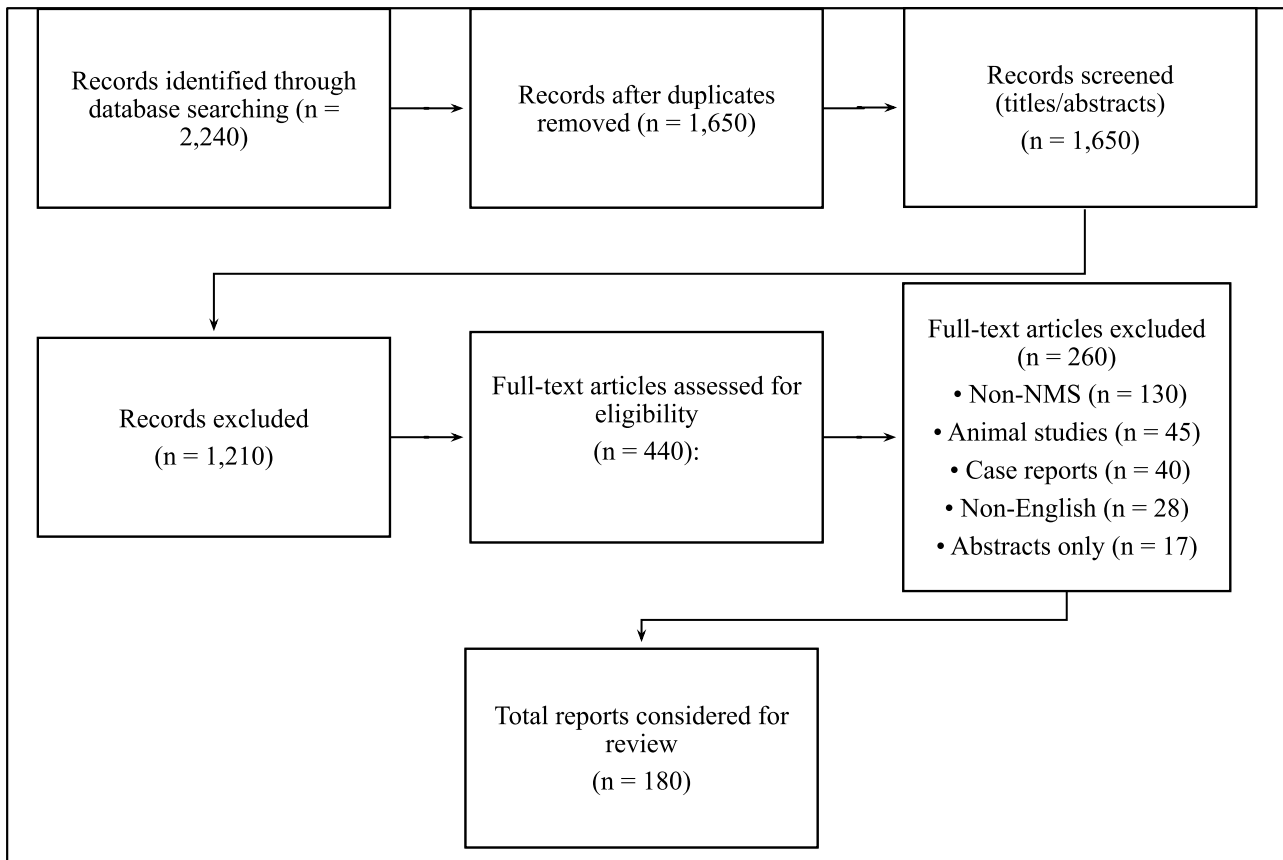 Records identified through
database searching (n =
2,240)
Records after duplicates
removed (n = 1,650)
Records screened
(titles/abstracts)
(n = 1,650)
Records excluded
(n = 1,210)
Full-text articles assessed for
eligibility
(n = 440):
Full-text articles excluded
(n = 260)
• Non-NMS (n = 130)
• Animal studies (n = 45)
• Case reports (n = 40)
• Non-English (n = 28)
• Abstracts only (n = 17)
Total reports considered for
review
(n = 180)